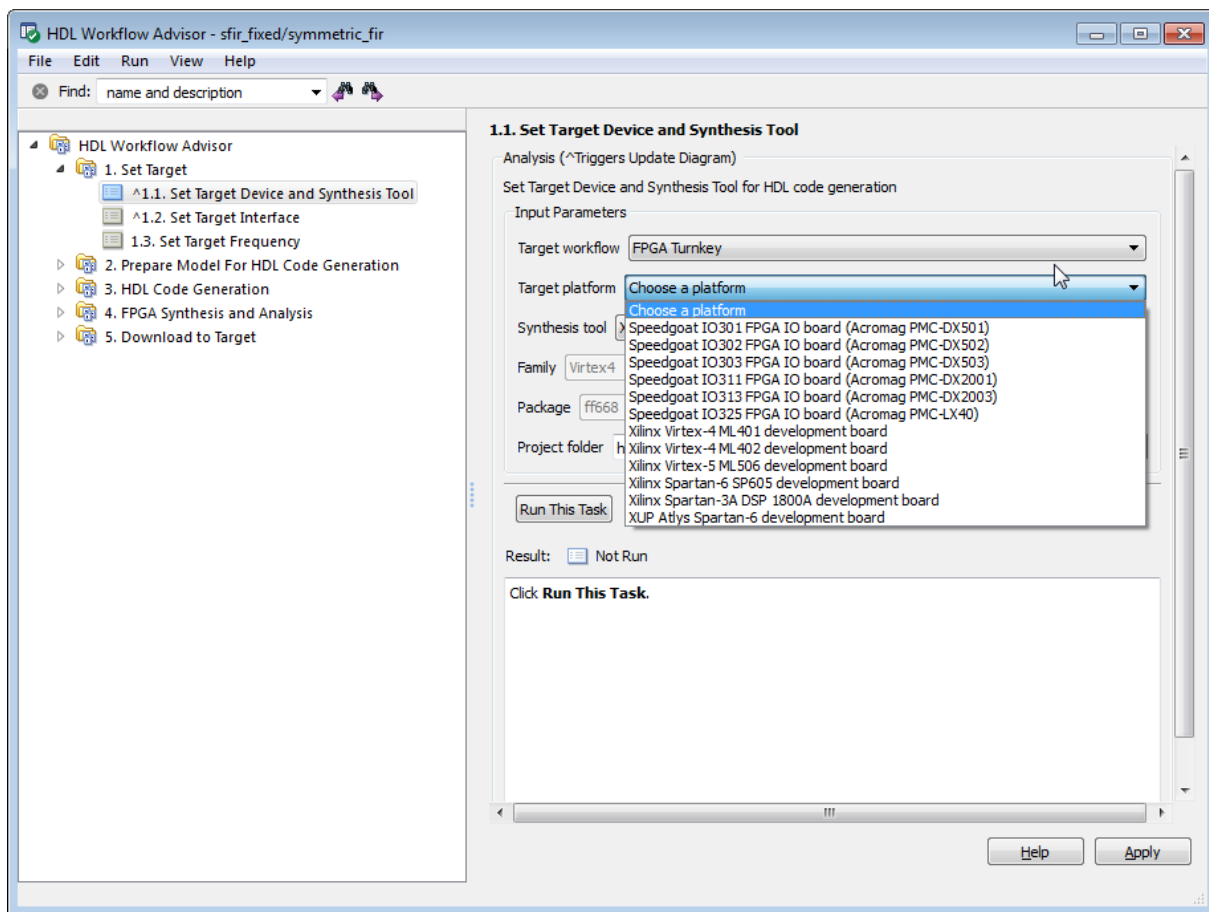 HDL Workflow Advisor - sfir_fixed/symmetric_fir
File Edit Run View Help
Find: name and description
HDL Workflow Advisor
1. Set Target
^1.1. Set Target Device and Synthesis Tool
^1.2. Set Target Interface
1.3. Set Target Frequency
2. Prepare Model For HDL Code Generation
3. HDL Code Generation
4. FPGA Synthesis and Analysis
5. Download to Target
1.1. Set Target Device and Synthesis Tool
Analysis (^Triggers Update Diagram)
Set Target Device and Synthesis Tool for HDL code generation
Input Parameters
Target workflow FPGA Turnkey
Target platform Choose a platform
Choose a platform
Synthesis tool
Speedgoat IO301 FPGA IO board (Acromag PMC-DX501)
Speedgoat IO302 FPGA IO board (Acromag PMC-DX502)
Speedgoat IO303 FPGA IO board (Acromag PMC-DX503)
Family Virtex4
Speedgoat IO311 FPGA IO board (Acromag PMC-DX2001)
Speedgoat IO313 FPGA IO board (Acromag PMC-DX2003)
Package ff668
Speedgoat IO325 FPGA IO board (Acromag PMC-LX40)
Xilinx Virtex-4 ML401 development board
Project folder h
Xilinx Virtex-4 ML402 development board
Xilinx Virtex-5 ML506 development board
Xilinx Spartan-6 SP605 development board
Xilinx Spartan-3A DSP 1800A development board
XUP Atlys Spartan-6 development board
Run This Task
Result: Not Run
Click Run This Task.
Help Apply